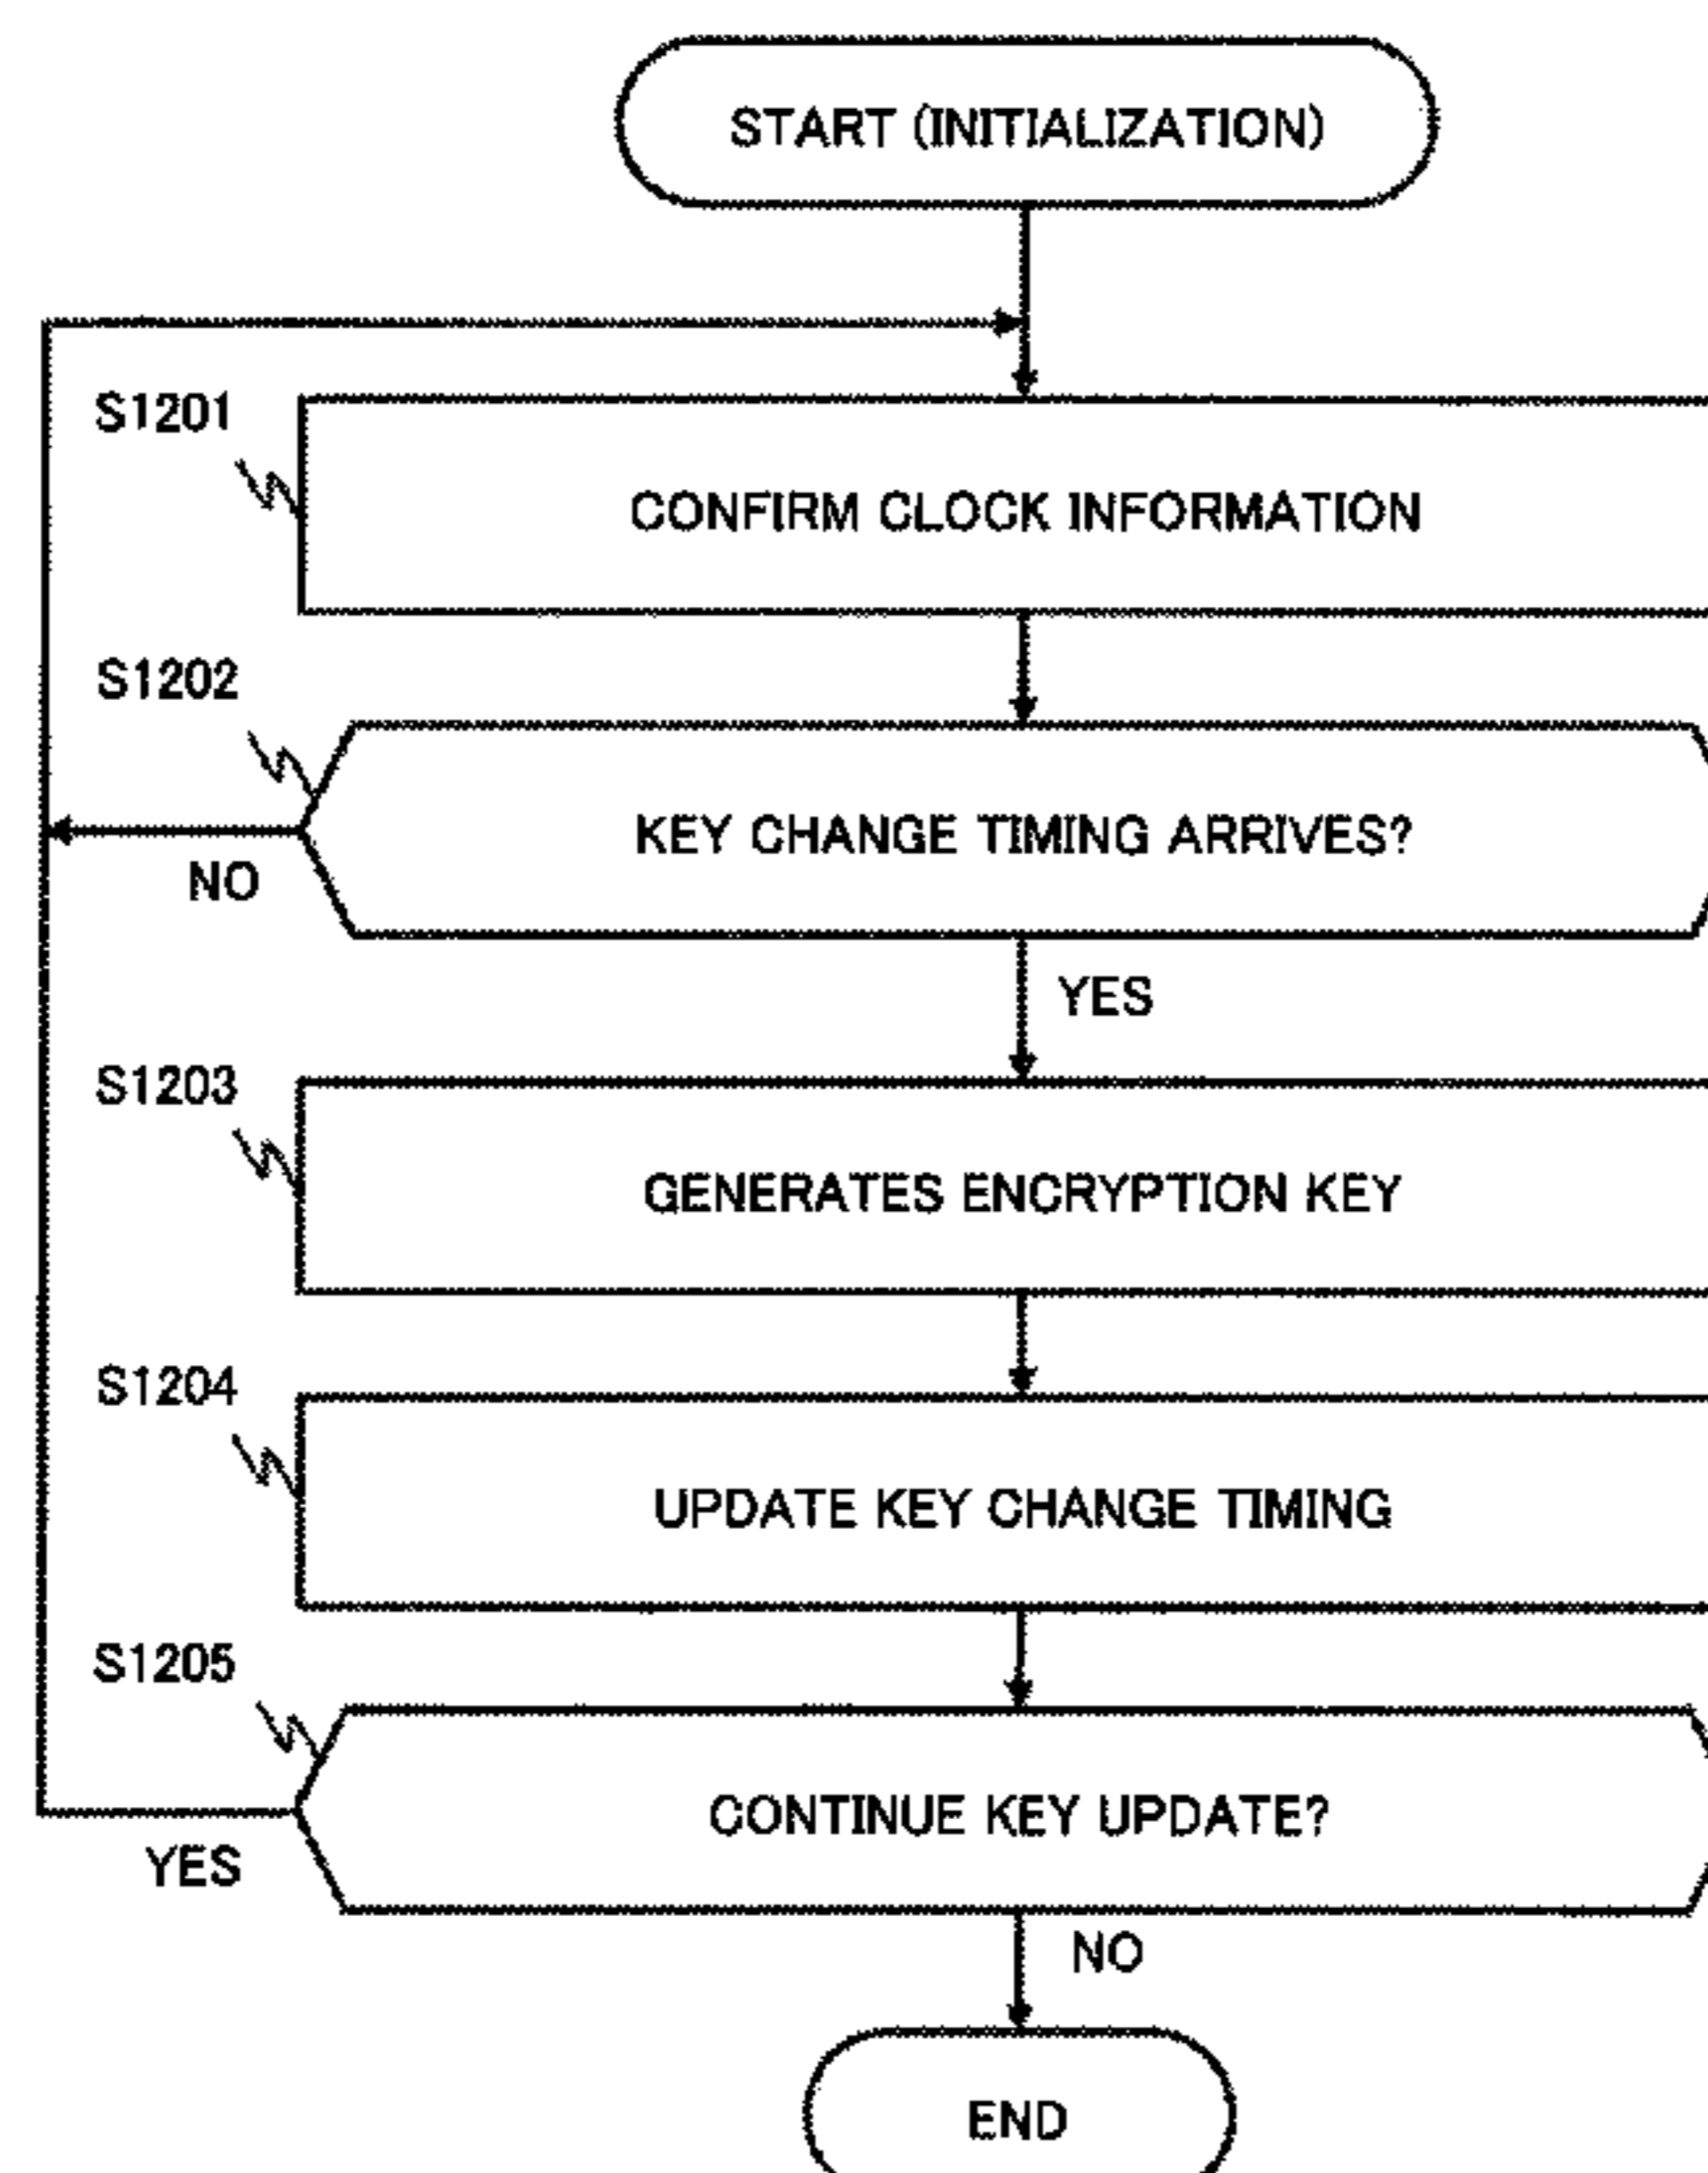 START (INITIALIZATION)
S1201
CONFIRM CLOCK INFORMATION
S1202
KEY CHANGE TIMING ARRIVES?
NO
YES
S1203
GENERATES ENCRYPTION KEY
S1204
UPDATE KEY CHANGE TIMING
S1205
CONTINUE KEY UPDATE?
YES
NO
END